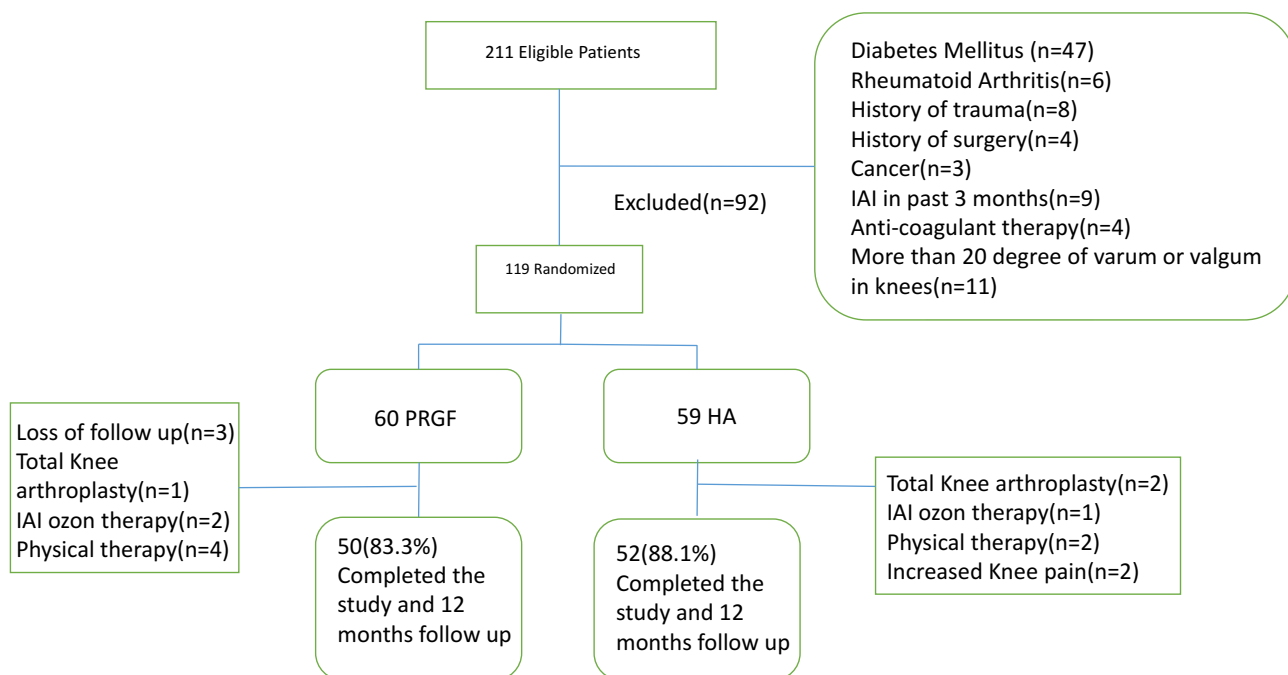 211 Eligible Patients
Diabetes Mellitus (n=47)
Rheumatoid Arthritis(n=6)
History of trauma(n=8)
History of surgery(n=4)
Cancer(n=3)
IAI in past 3 months(n=9)
Anti-coagulant therapy(n=4)
More than 20 degree of varum or valgum
in knees(n=11)
Excluded(n=92)
119 Randomized
60 PRGF
59 HA
Loss of follow up(n=3)
Total Knee
arthroplasty(n=1)
IAI ozon therapy(n=2)
Physical therapy(n=4)
Total Knee arthroplasty(n=2)
IAI ozon therapy(n=1)
Physical therapy(n=2)
Increased Knee pain(n=2)
50(83.3%)
Completed the
study and 12
months follow up
52(88.1%)
Completed the
study and 12
months follow up